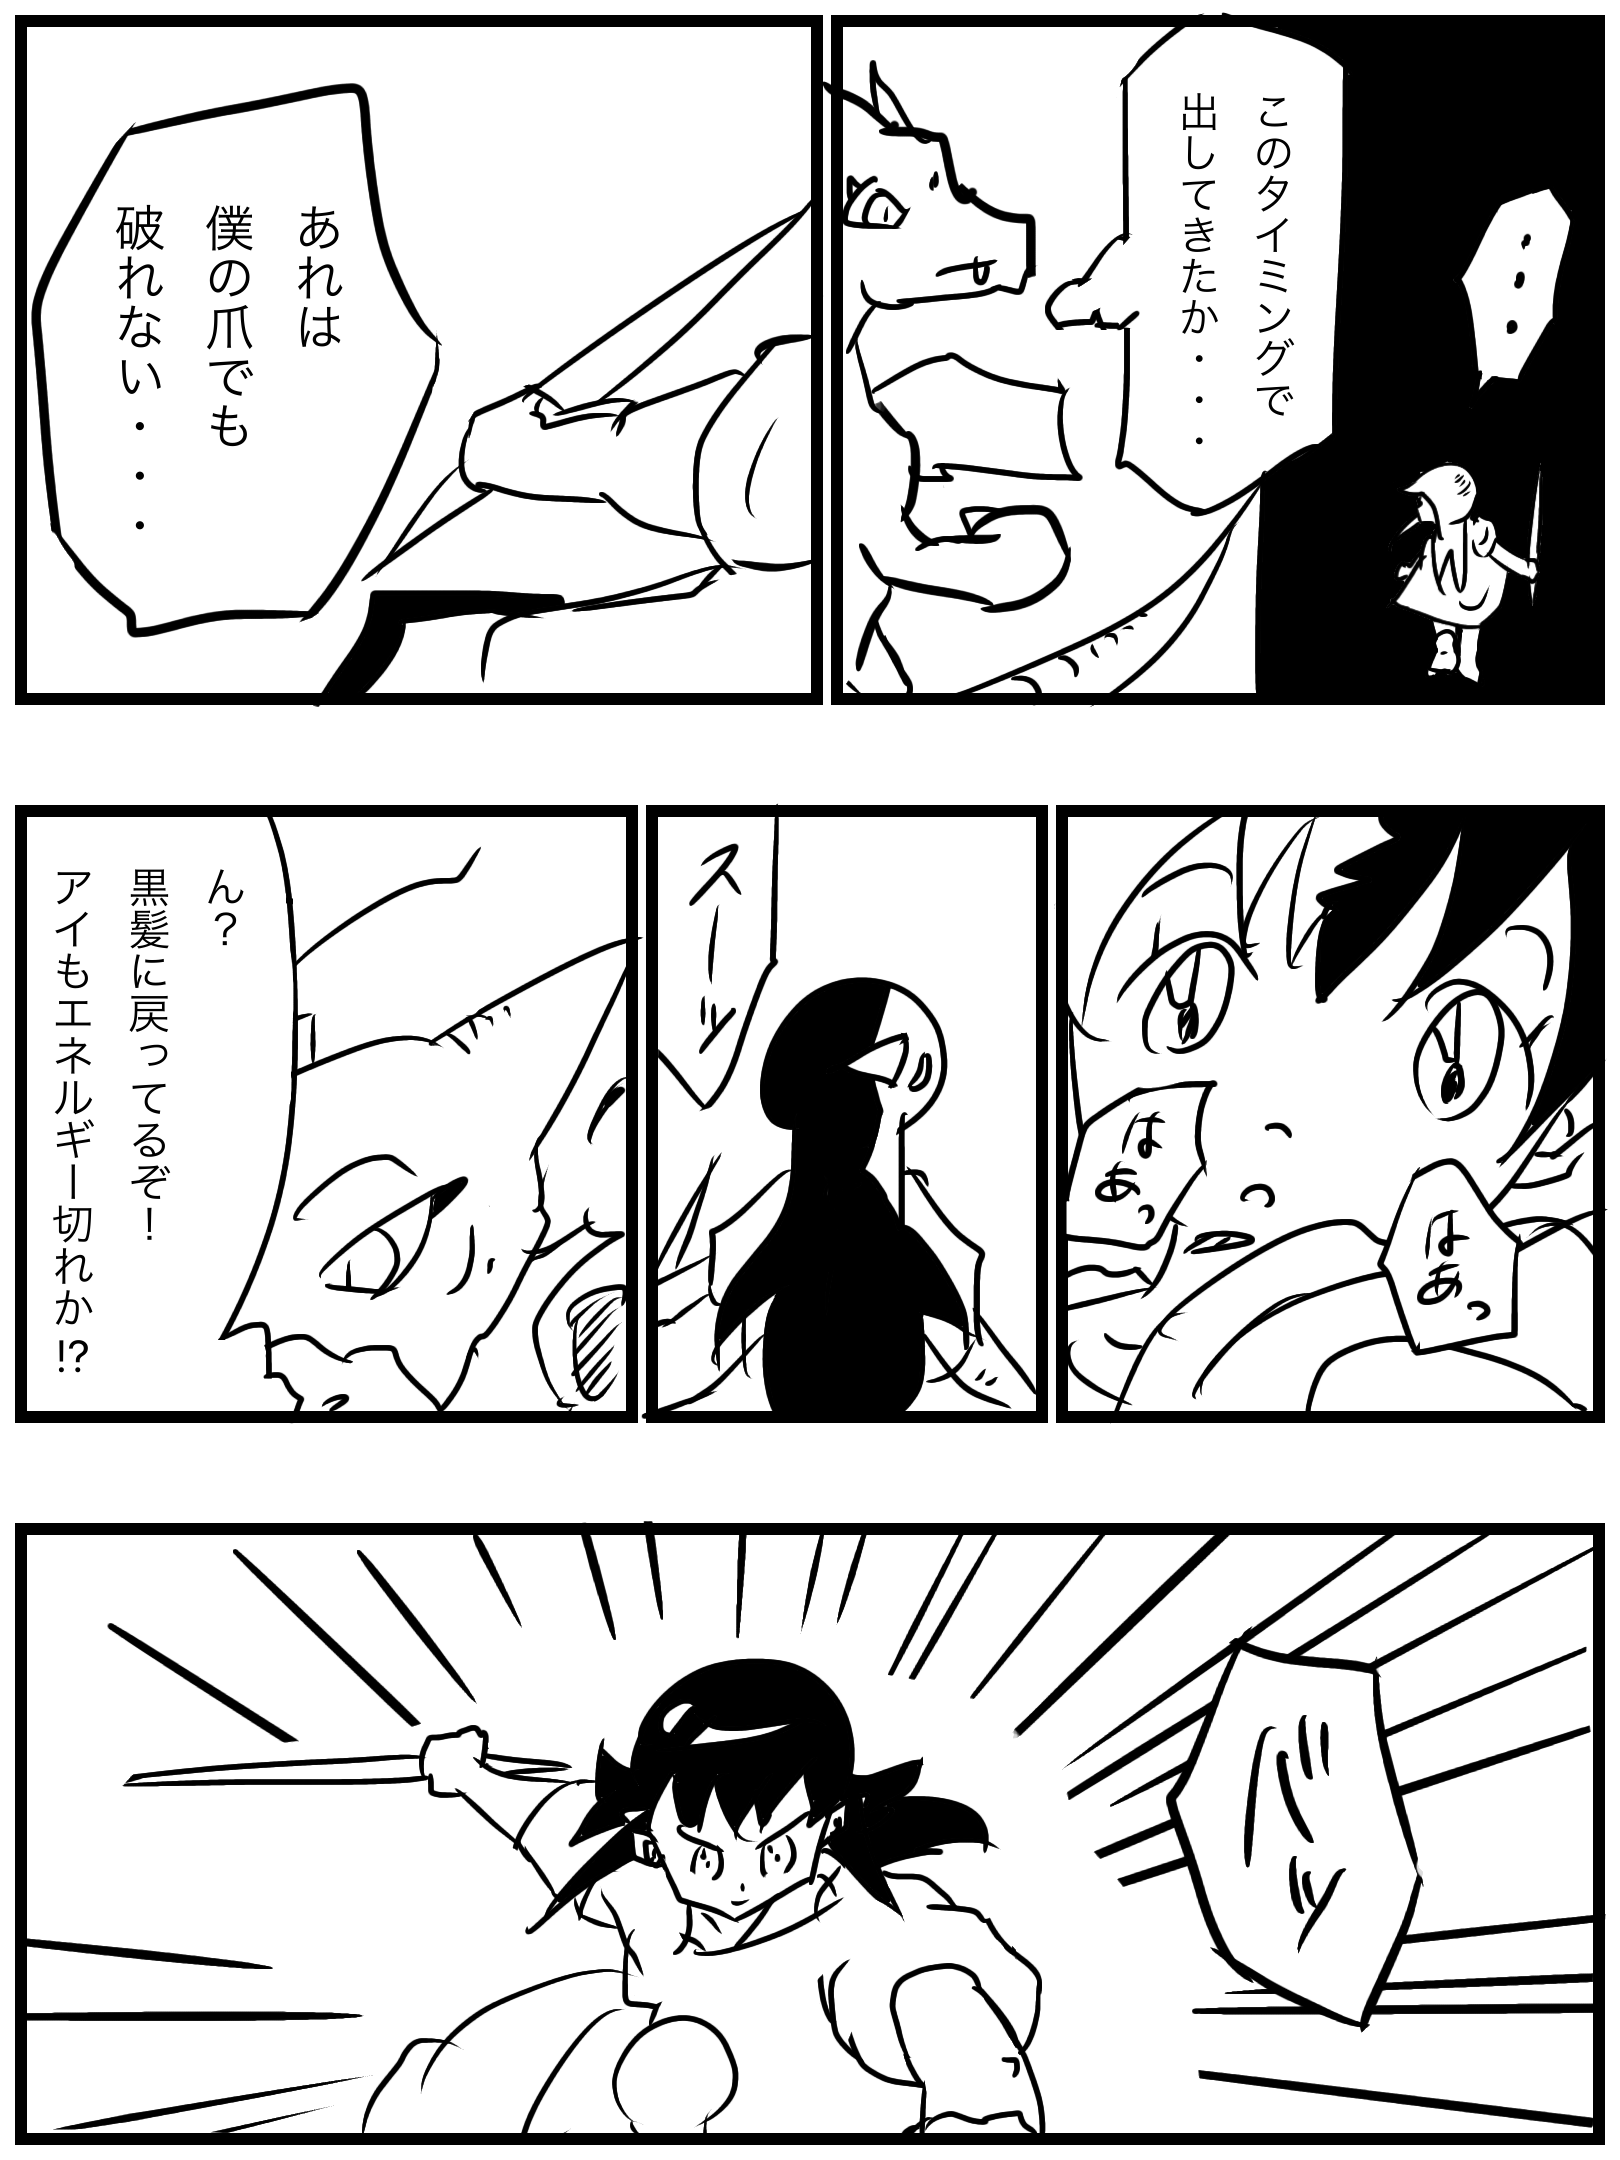 ・・・
このタイミングで
出してきたか・・・
あれは
僕の爪でも
破れない・・・
はあっ
はあっ
スーッ
ん？
黒髪に戻ってるぞ！
アイもエネルギー切れか⁉
バッ